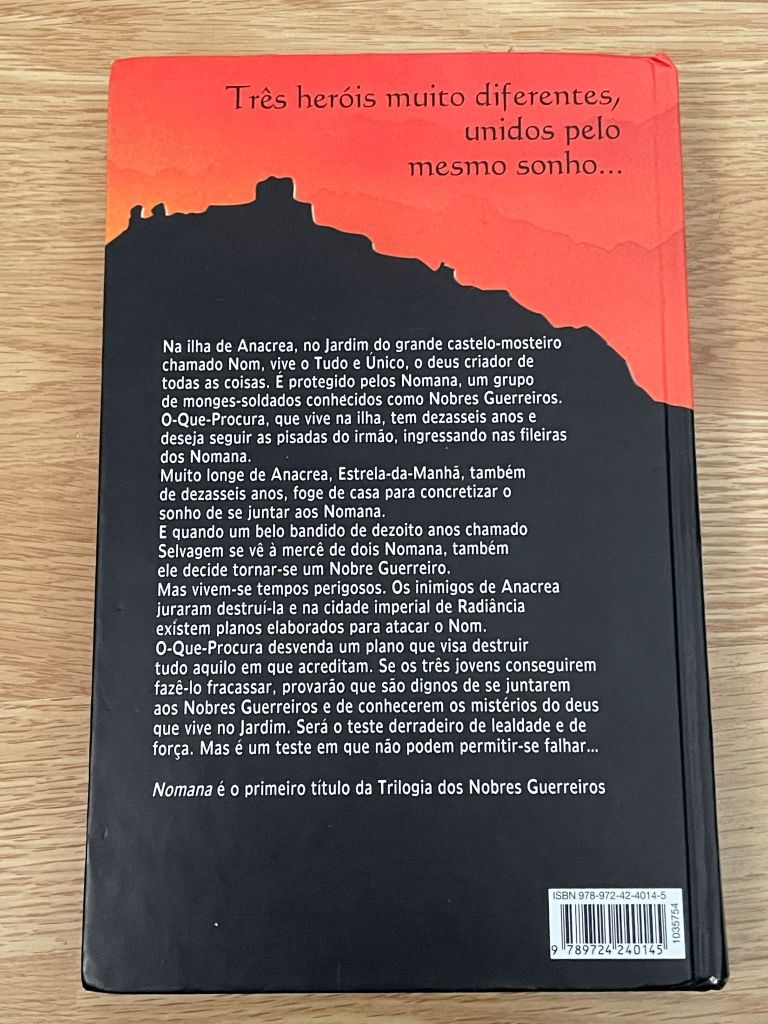 Três heróis muito diferentes,
unidos pelo
mesmo sonho...
Na ilha de Anacrea, no Jardim do grande castelo-mosteiro
chamado Nom, vive o Tudo e Único, o deus criador de
todas as coisas. É protegido pelos Nomana, um grupo
de monges-soldados conhecidos como Nobres Guerreiros.
O-Que-Procura, que vive na ilha, tem dezasseis anos e
deseja seguir as pisadas do irmão, ingressando nas fileiras
dos Nomana.
Muito longe de Anacrea, Estrela-da-Manhã, também
de dezasseis anos, foge de casa para concretizar o
sonho de se juntar aos Nomana.
E quando um belo bandido de dezoito anos chamado
Selvagem se vê à mercê de dois Nomana, também
ele decide tornar-se um Nobre Guerreiro.
Mas vivem-se tempos perigosos. Os inimigos de Anacrea
juraram destruí-la e na cidade imperial de Radiância
existem planos elaborados para atacar o Nom.
O-Que-Procura desvenda um plano que visa destruir
tudo aquilo em que acreditam. Se os três jovens conseguirem
fazê-lo fracassar, provarão que são dignos de se juntarem
aos Nobres Guerreiros e de conhecerem os mistérios do deus
que vive no Jardim. Será o teste derradeiro de lealdade e de
força. Mas é um teste em que não podem permitir-se falhar...
Nomana é o primeiro título da Trilogia dos Nobres Guerreiros
ISBN 978-972-42-4014-5
9 789724 240145
1035754